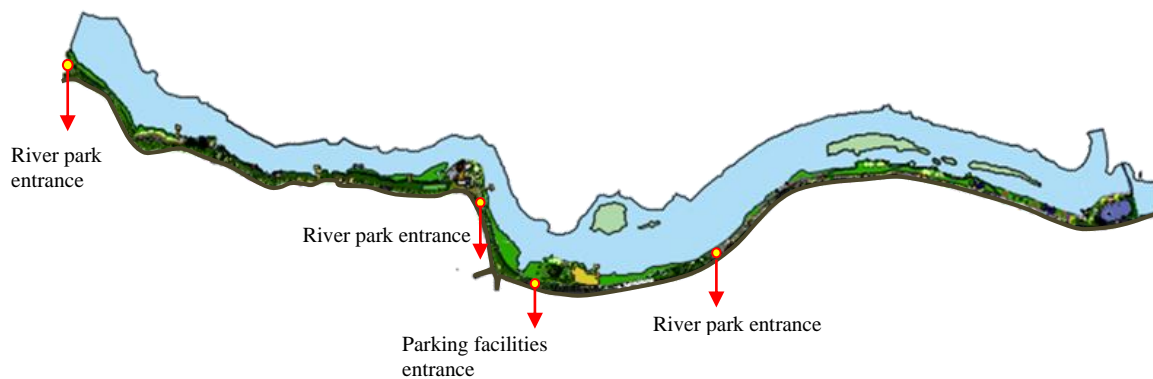 River park
entrance
River park entrance
Parking facilities
entrance
River park entrance